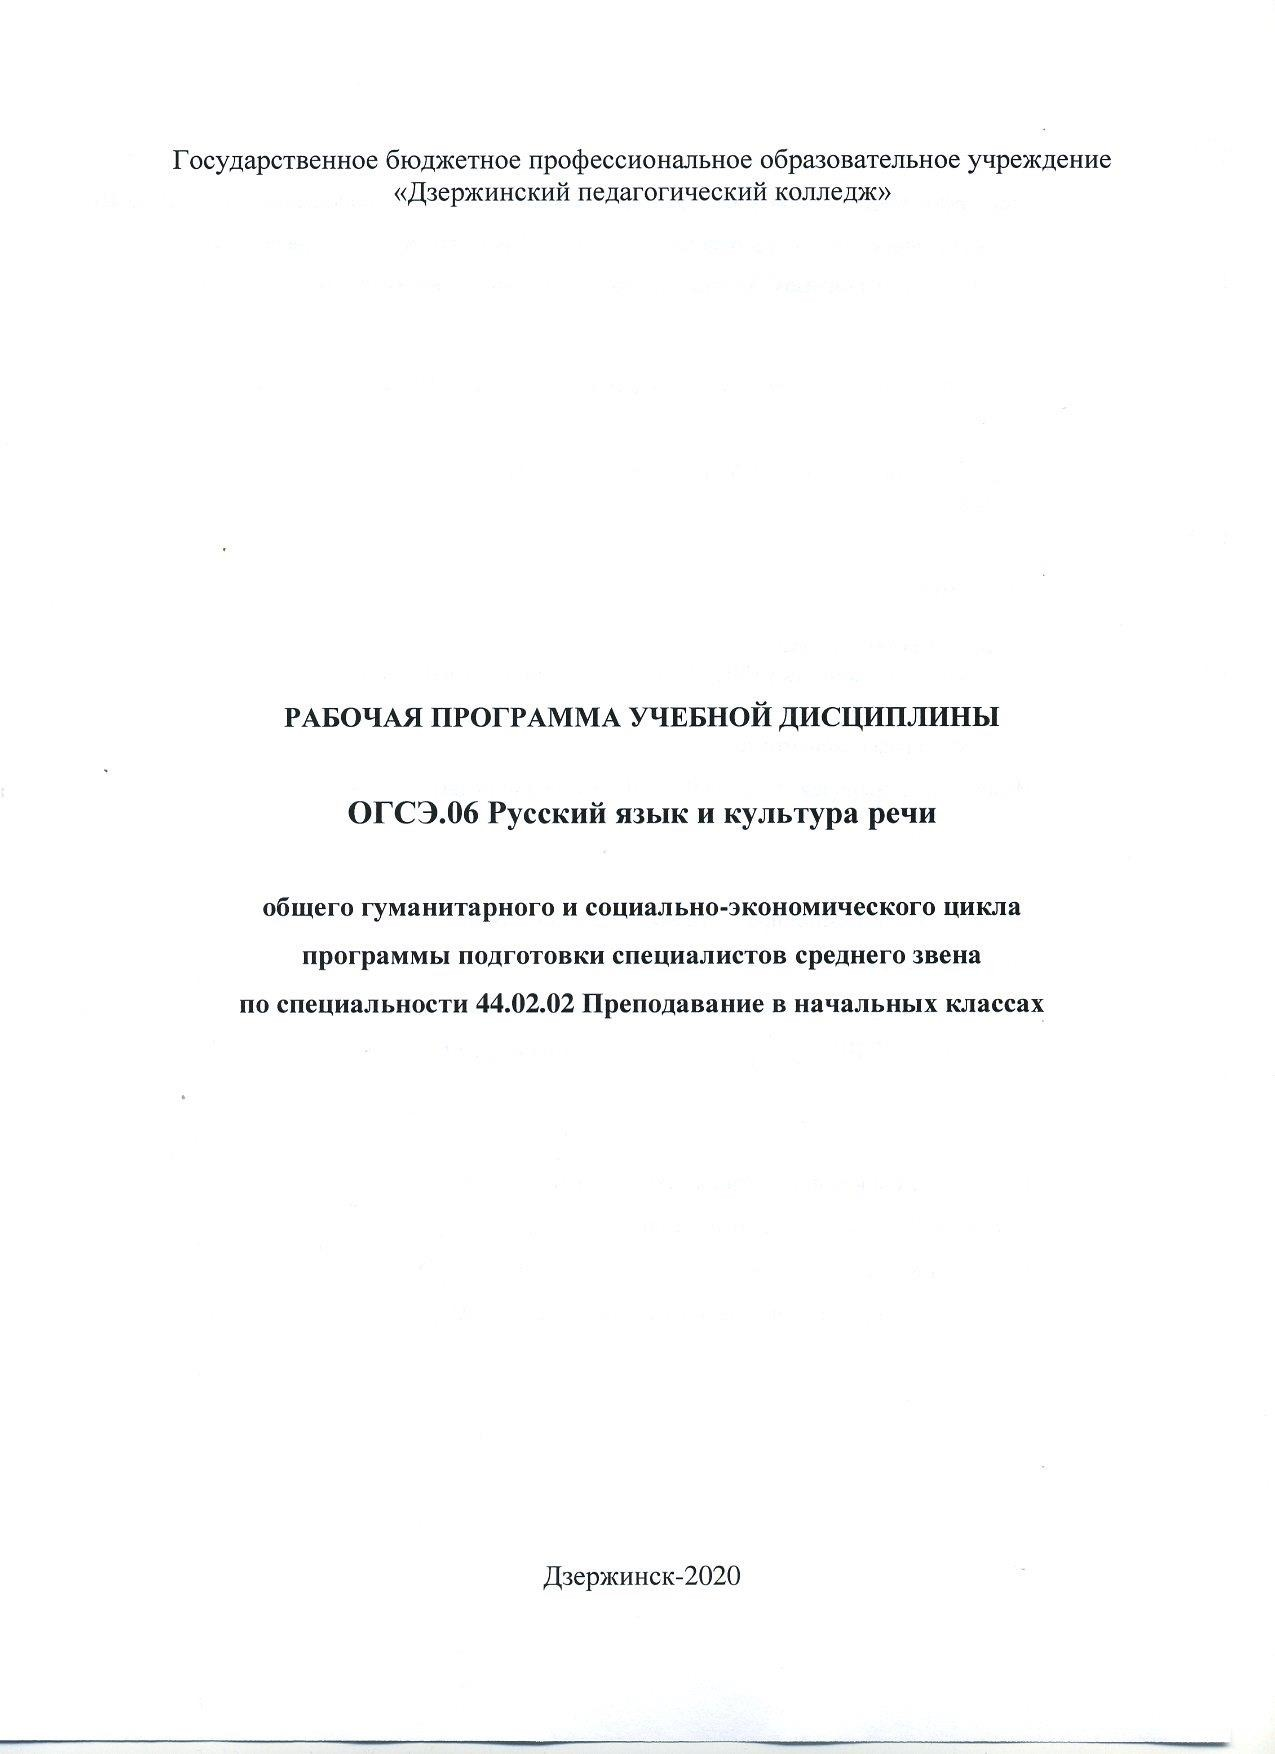 Государственное бюджетное профессиональное образовательное учреждение
«Дзержинский педагогический колледж»
РАБОЧАЯ ПРОГРАММА УЧЕБНОЙ ДИСЦИПЛИНЫ
ОГСЭ.06 Русский язык и культура речи
общего гуманитарного и социально-экономического цикла
программы подготовки специалистов среднего звена
по специальности 44.02.02 Преподавание в начальных классах
Дзержинск-2020